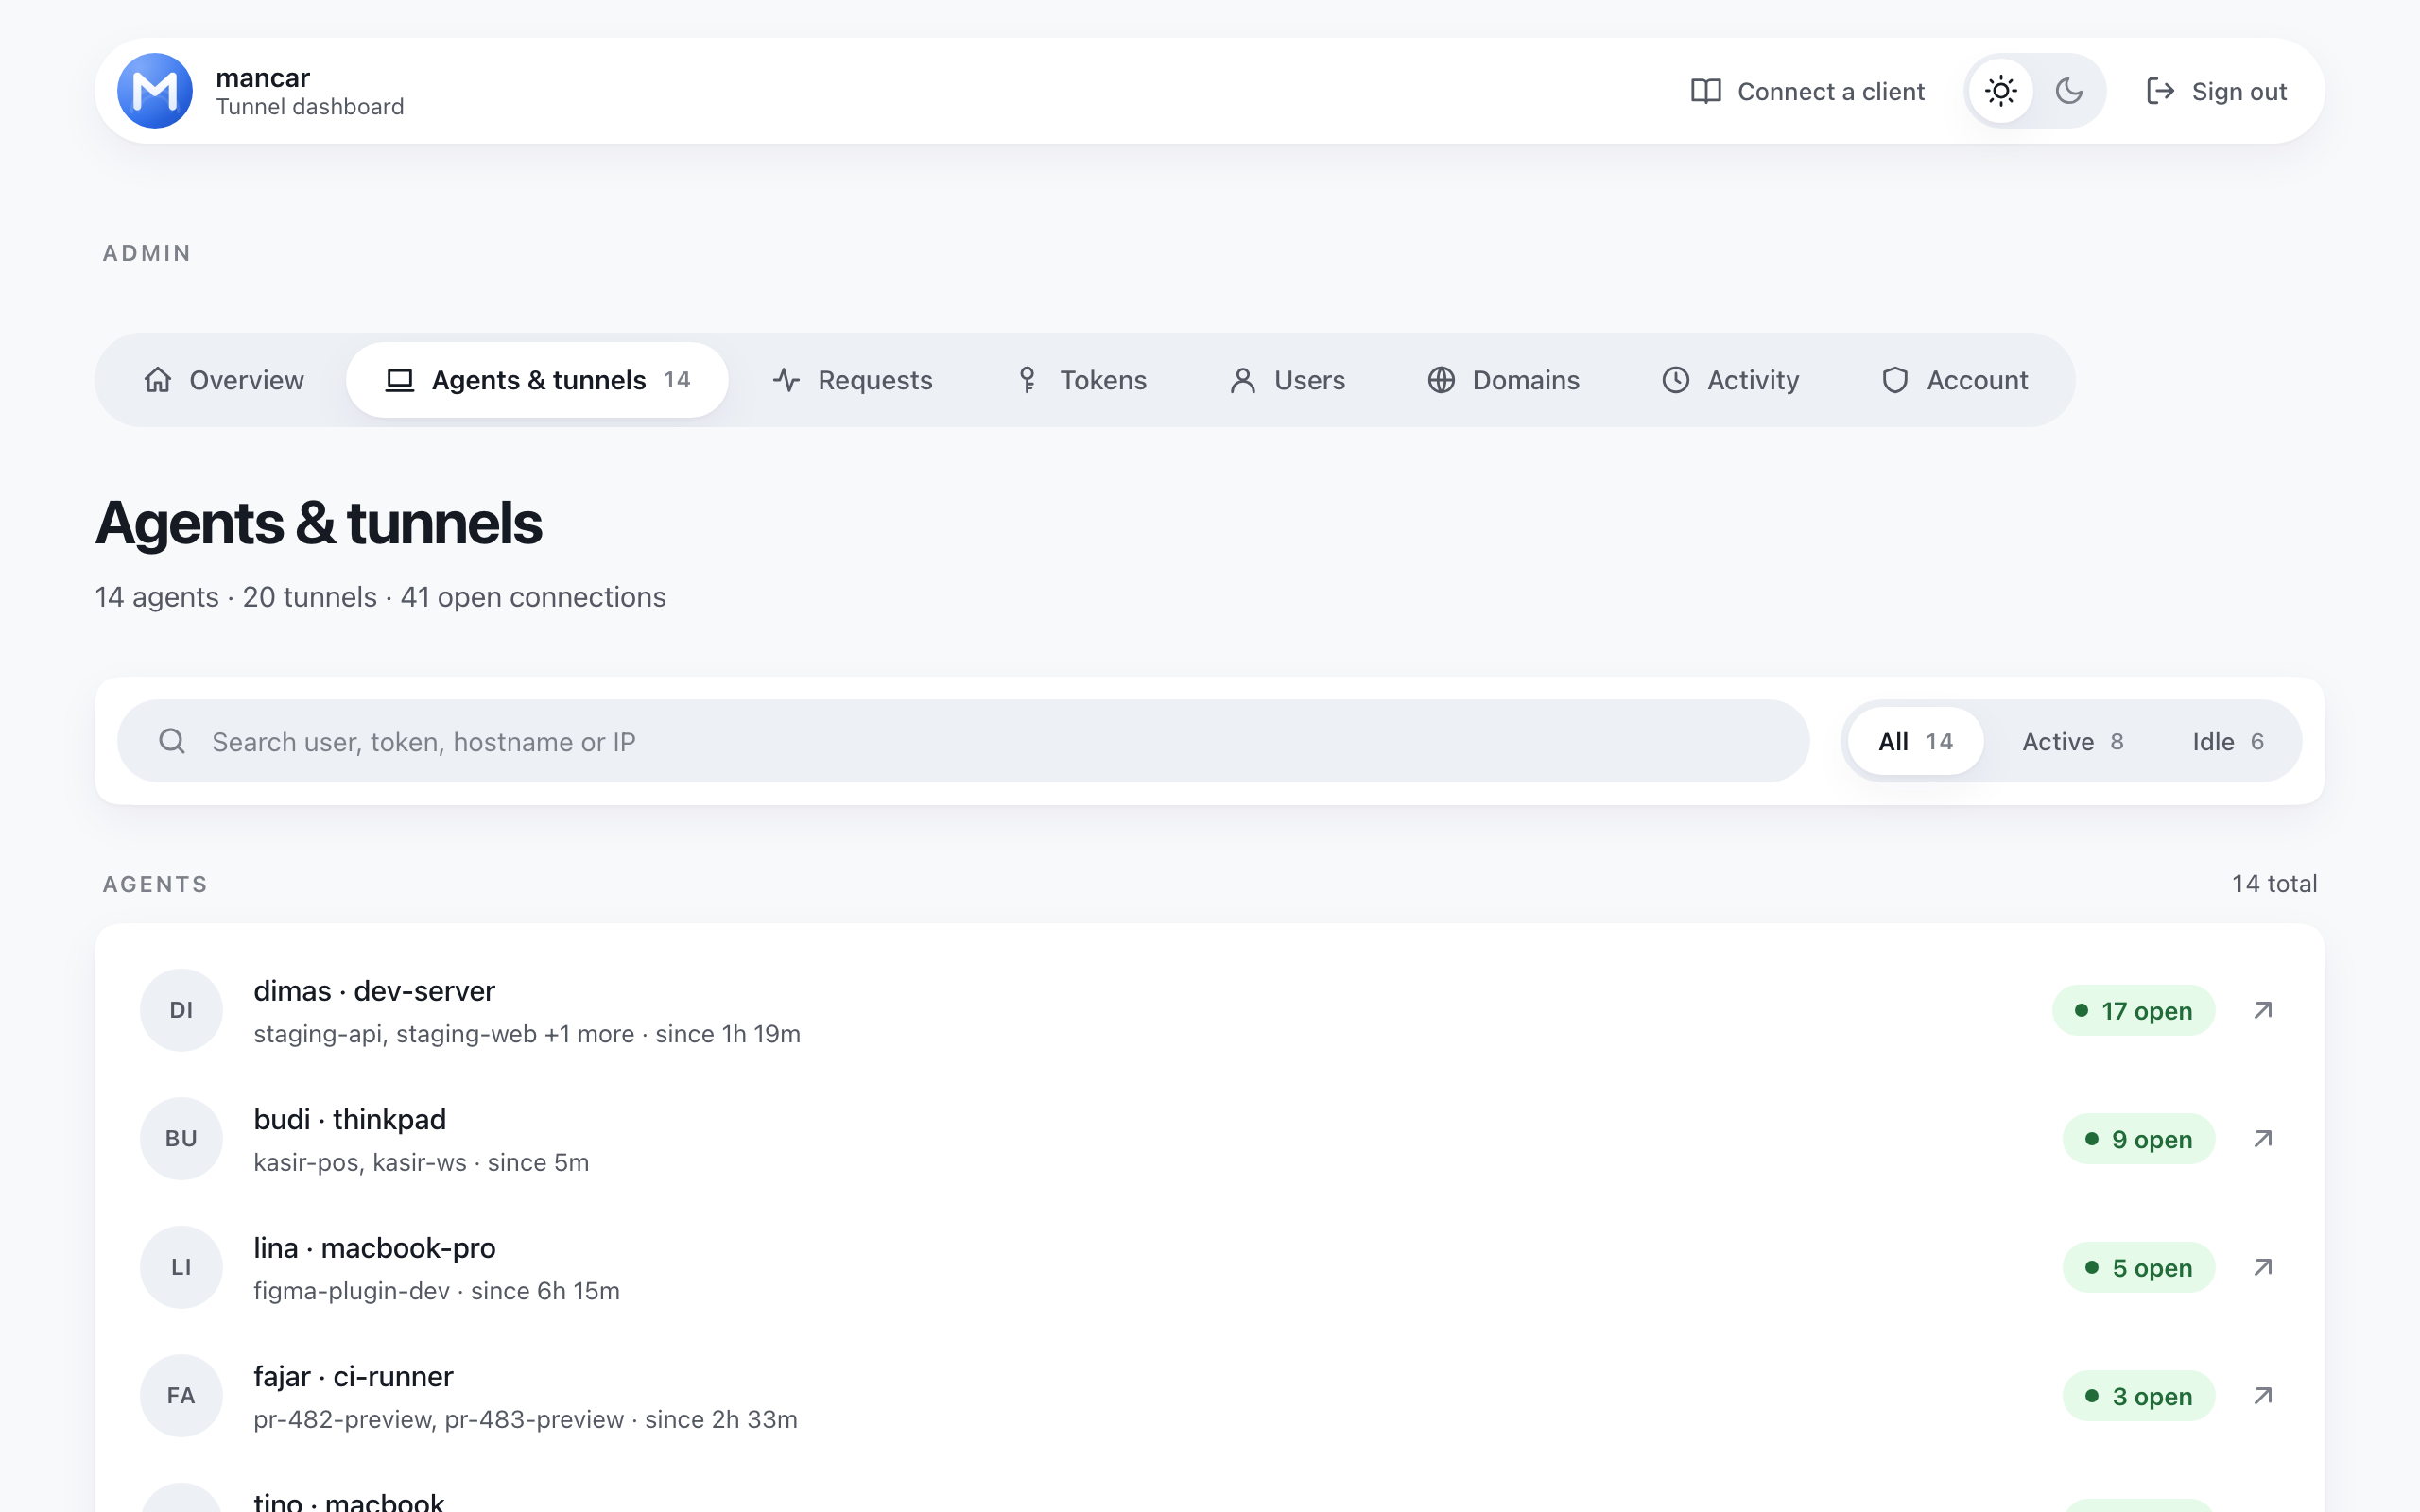 mancar
Tunnel dashboard
Connect a client
Sign out
ADMIN
Overview
Agents & tunnels 14
Requests
Tokens
Users
Domains
Activity
Account
Agents & tunnels
14 agents · 20 tunnels · 41 open connections
Search user, token, hostname or IP
All 14
Active 8
Idle 6
AGENTS
14 total
DI
dimas · dev-server
staging-api, staging-web +1 more · since 1h 19m
17 open
BU
budi · thinkpad
kasir-pos, kasir-ws · since 5m
9 open
LI
lina · macbook-pro
figma-plugin-dev · since 6h 15m
5 open
FA
fajar · ci-runner
pr-482-preview, pr-483-preview · since 2h 33m
3 open
tino · macbook